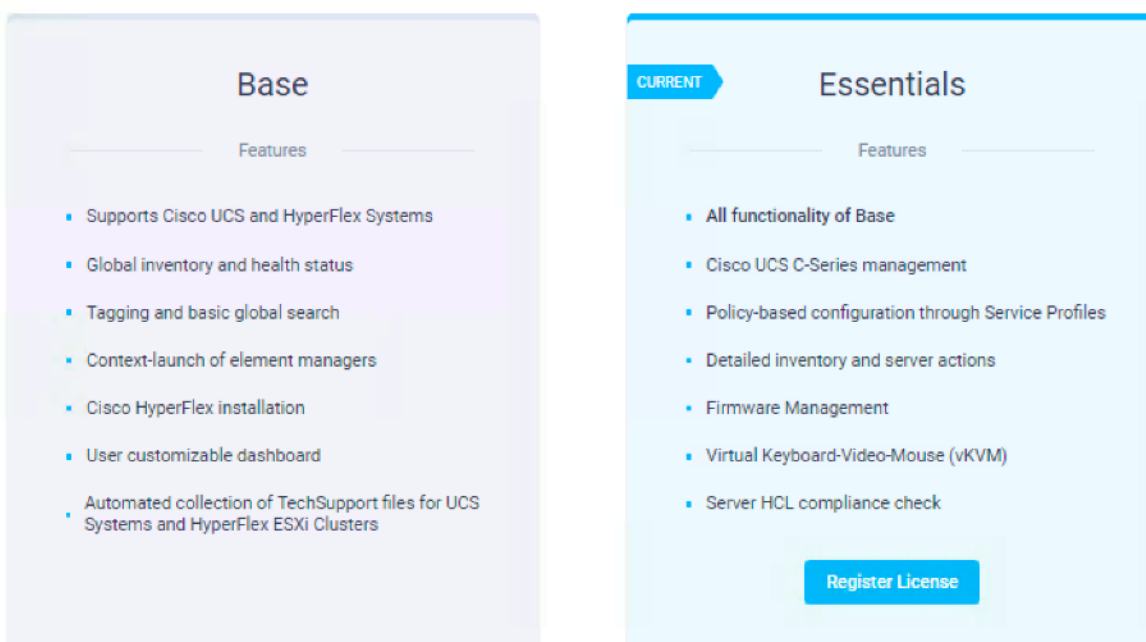 Base
Features
Supports Cisco UCS and HyperFlex Systems
Global inventory and health status
Tagging and basic global search
Context-launch of element managers
Cisco HyperFlex installation
User customizable dashboard
Automated collection of TechSupport files for UCS
Systems and HyperFlex ESXi Clusters
CURRENT
Essentials
Features
All functionality of Base
Cisco UCS C-Series management
Policy-based configuration through Service Profiles
Detailed inventory and server actions
Firmware Management
Virtual Keyboard-Video-Mouse (vKVM)
Server HCL compliance check
Register License